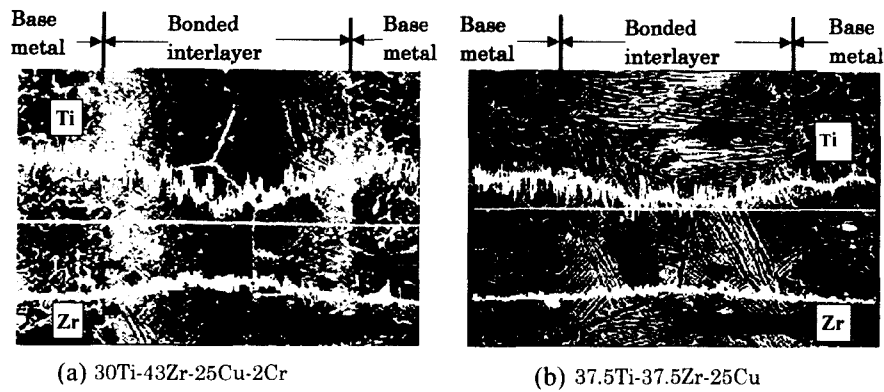 Base metal
Bonded interlayer
Base metal
Ti
Zr
(a) 30Ti-43Zr-25Cu-2Cr
Base metal
Bonded interlayer
Base metal
Ti
Zr
(b) 37.5Ti-37.5Zr-25Cu